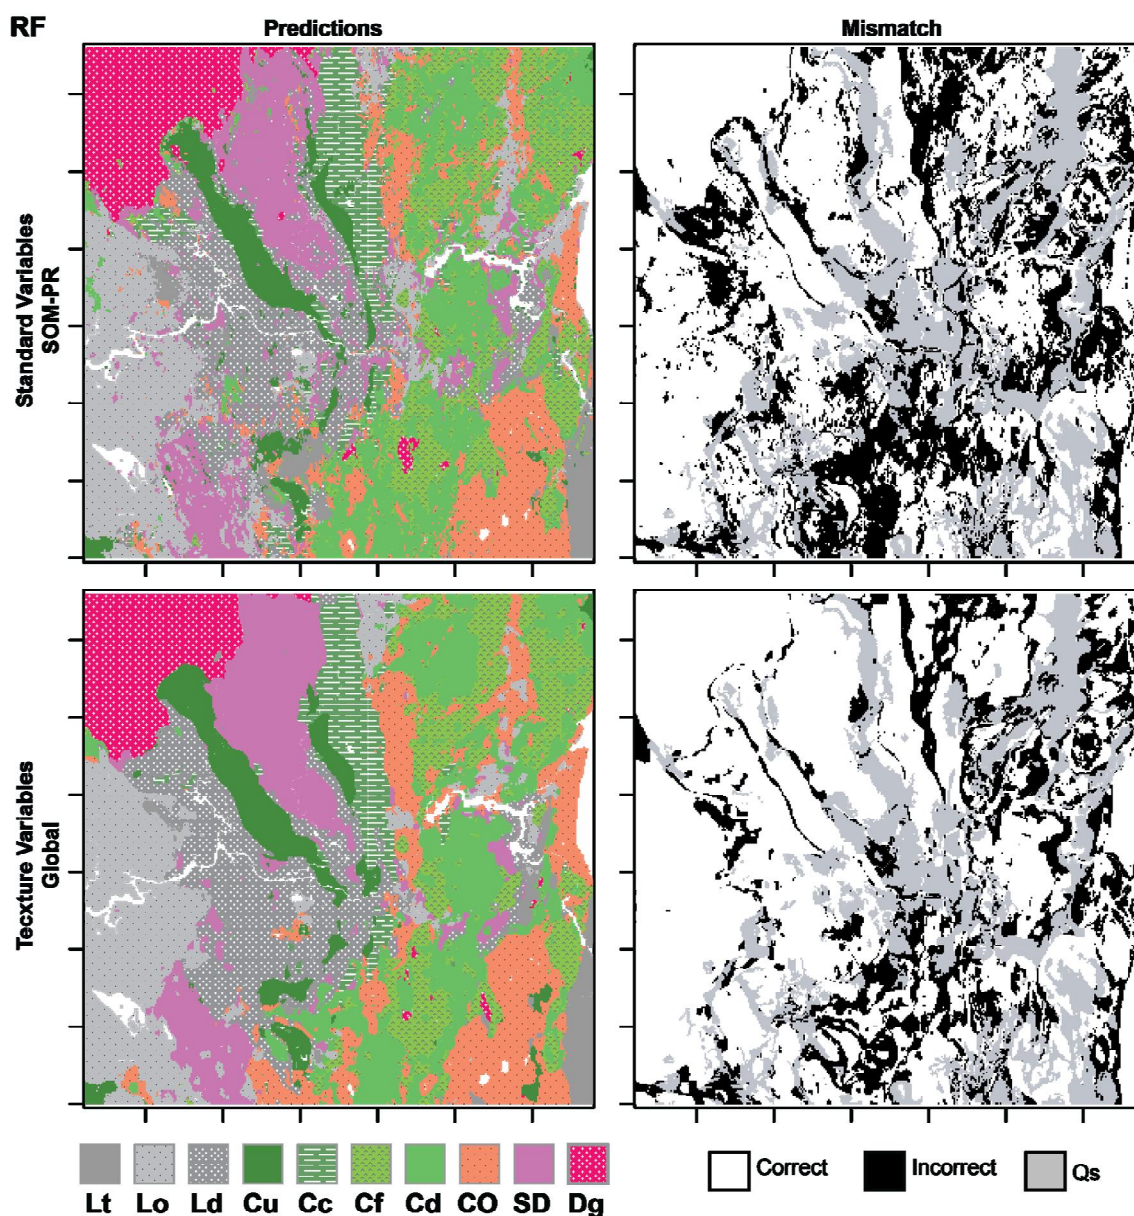 RF
Predictions
Mismatch
Standard Variables
SOM-PR
Tecxture Variables
Global
Lt Lo Ld Cu Cc Cf Cd CO SD Dg
Correct Incorrect Qs